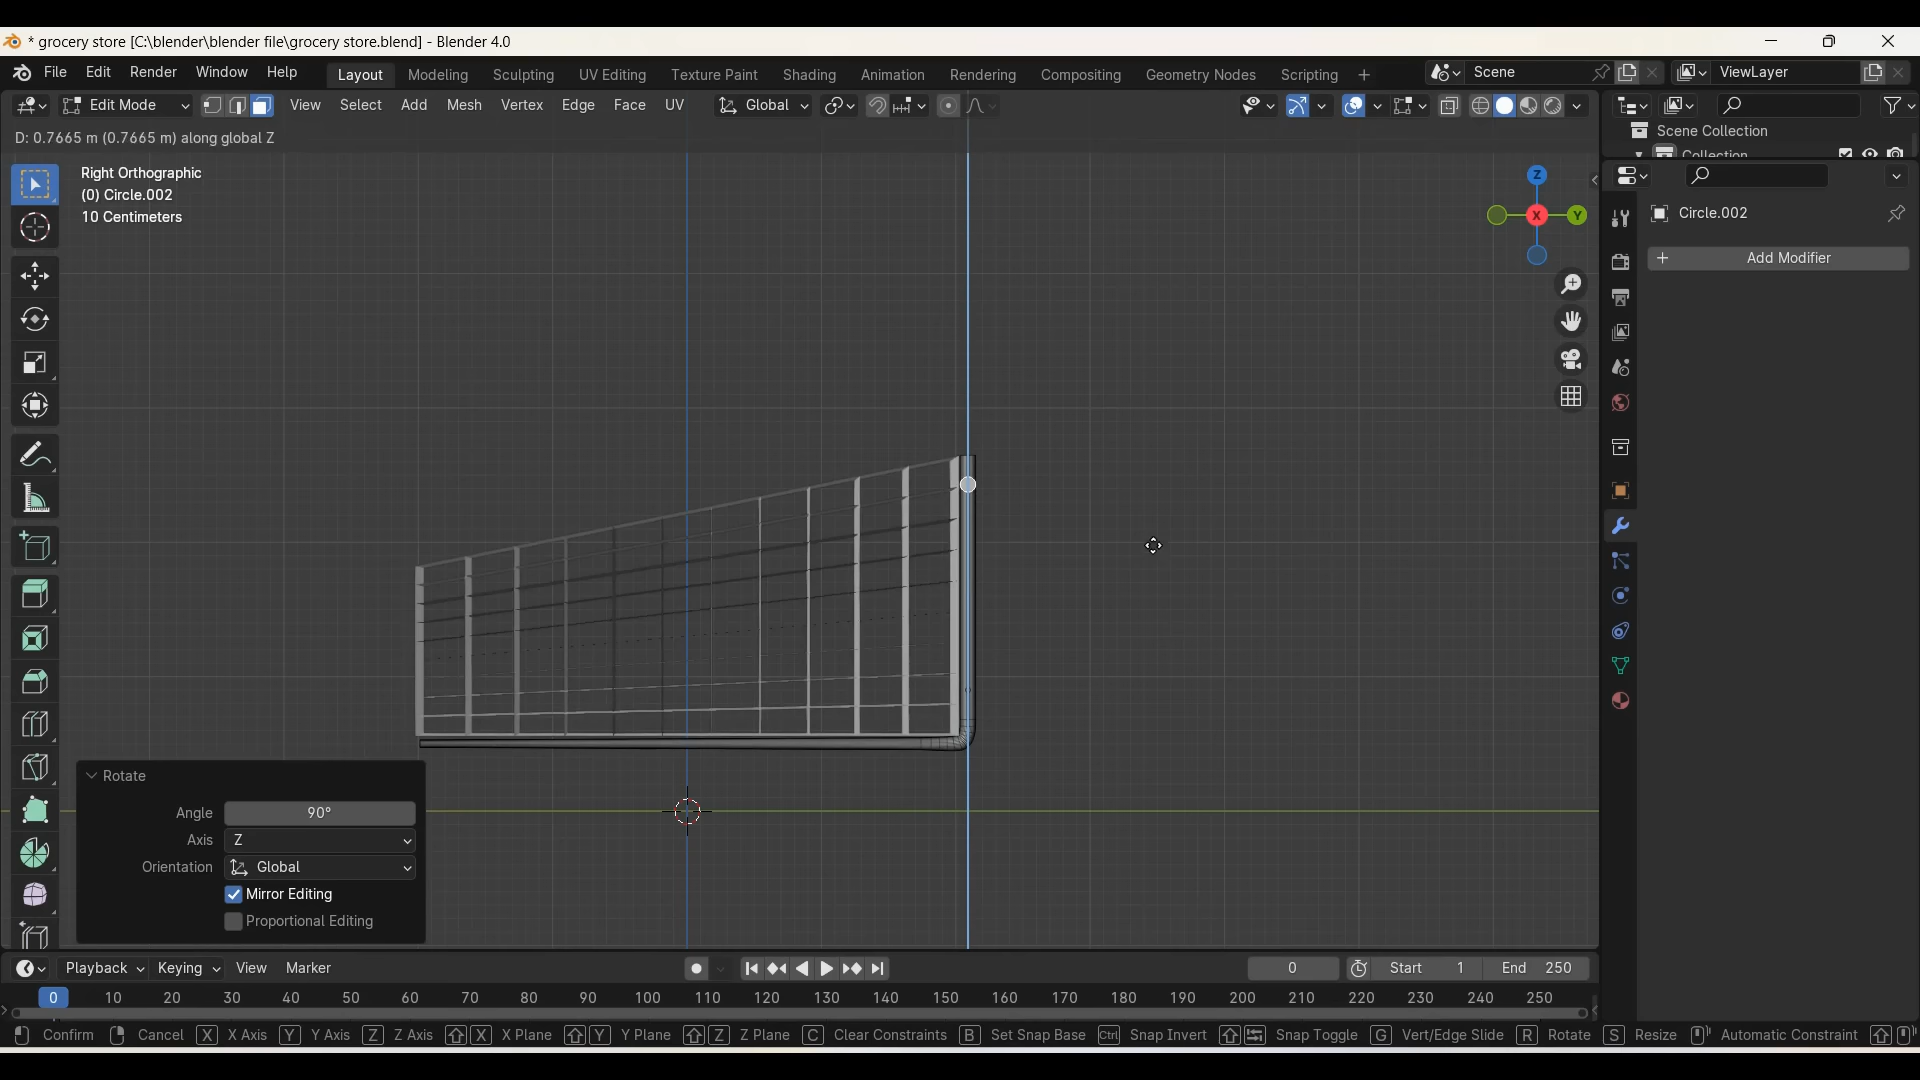 * grocery store [C:\blender\blender file\grocery store.blend] - Blender 4.0
File Edit Render Window Help Layout Modeling Sculpting UV Editing Texture Paint Shading Animation Rendering Compositing Geometry Nodes Scripting + Scene ViewLayer
Edit Mode View Select Add Mesh Vertex Edge Face UV Global
D: 0.7665 m (0.7665 m) along global Z
Scene Collection
Collection
Right Orthographic
(0) Circle.002
10 Centimeters
Z
X
Y
Circle.002
+ Add Modifier
Rotate
Angle 90°
Axis Z
Orientation Global
Mirror Editing
Proportional Editing
Playback Keying View Marker 0 Start 1 End 250
0 10 20 30 40 50 60 70 80 90 100 110 120 130 140 150 160 170 180 190 200 210 220 230 240 250
Confirm Cancel X X Axis Y Y Axis Z Z Axis X X Plane Y Y Plane Z Z Plane C Clear Constraints B Set Snap Base Ctrl Snap Invert Snap Toggle G Vert/Edge Slide R Rotate S Resize Automatic Constraint